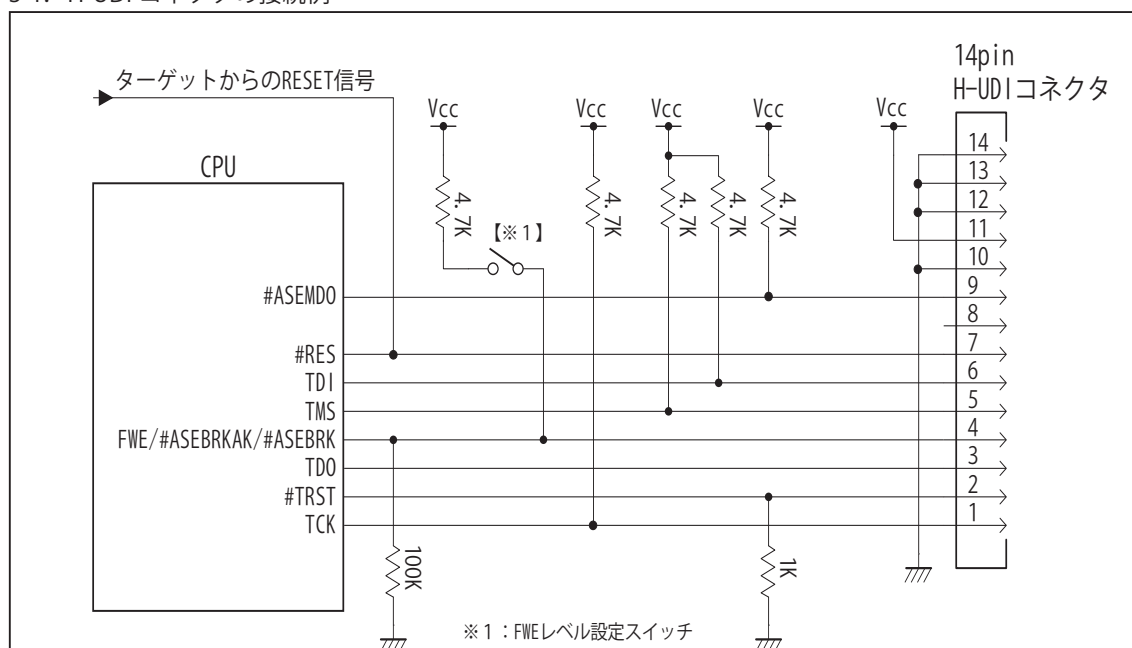 ターゲットからのRESET信号
14pin
H-UDIコネクタ
Vcc
Vcc
Vcc
Vcc
Vcc
CPU
4.7K
4.7K
4.7K
4.7K
4.7K
【※1】
#ASEMD0
#RES
TDI
TMS
FWE/#ASEBRKAK/#ASEBRK
TDO
#TRST
TCK
14
13
12
11
10
9
8
7
6
5
4
3
2
1
100K
1K
※1：FWEレベル設定スイッチ